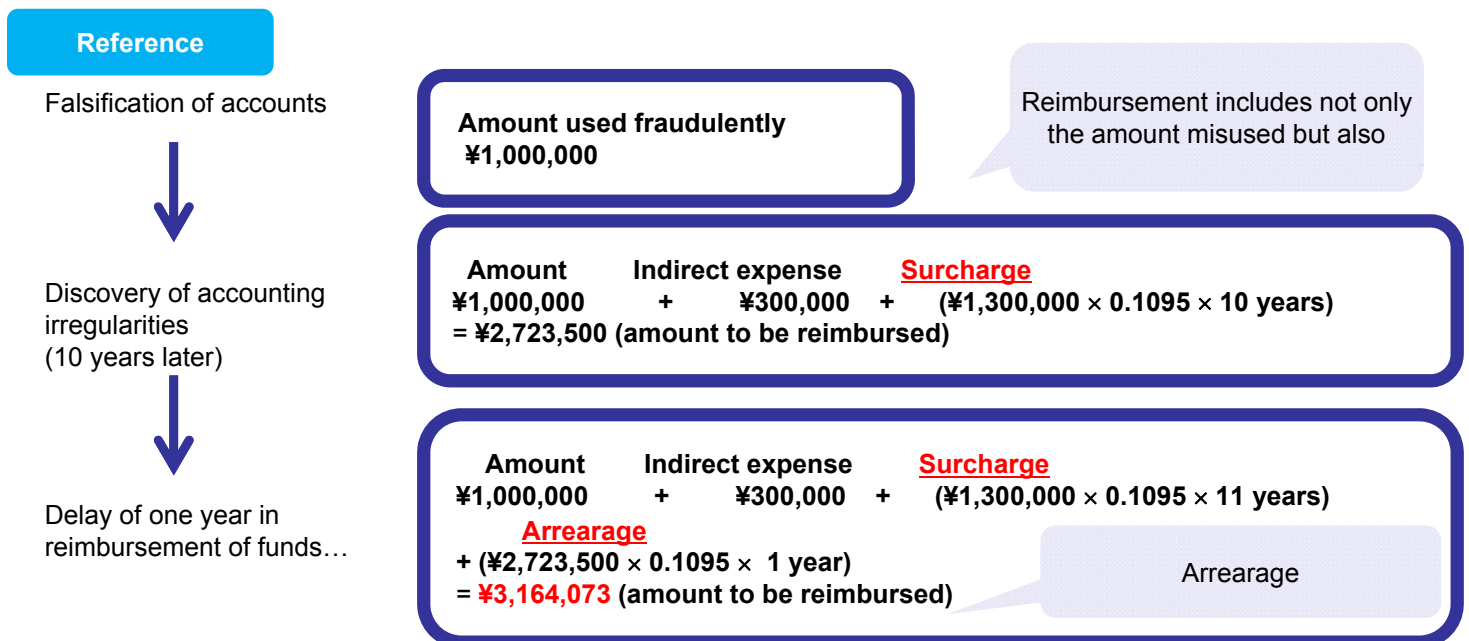 Reference
Falsification of accounts
Amount used fraudulently
¥1,000,000
Reimbursement includes not only
the amount misused but also
Discovery of accounting
irregularities
(10 years later)
Amount Indirect expense Surcharge
¥1,000,000 + ¥300,000 + (¥1,300,000 × 0.1095 × 10 years)
= ¥2,723,500 (amount to be reimbursed)
Delay of one year in
reimbursement of funds…
Amount Indirect expense Surcharge
¥1,000,000 + ¥300,000 + (¥1,300,000 × 0.1095 × 11 years)
Arrearage
+ (¥2,723,500 × 0.1095 × 1 year)
= ¥3,164,073 (amount to be reimbursed)
Arrearage